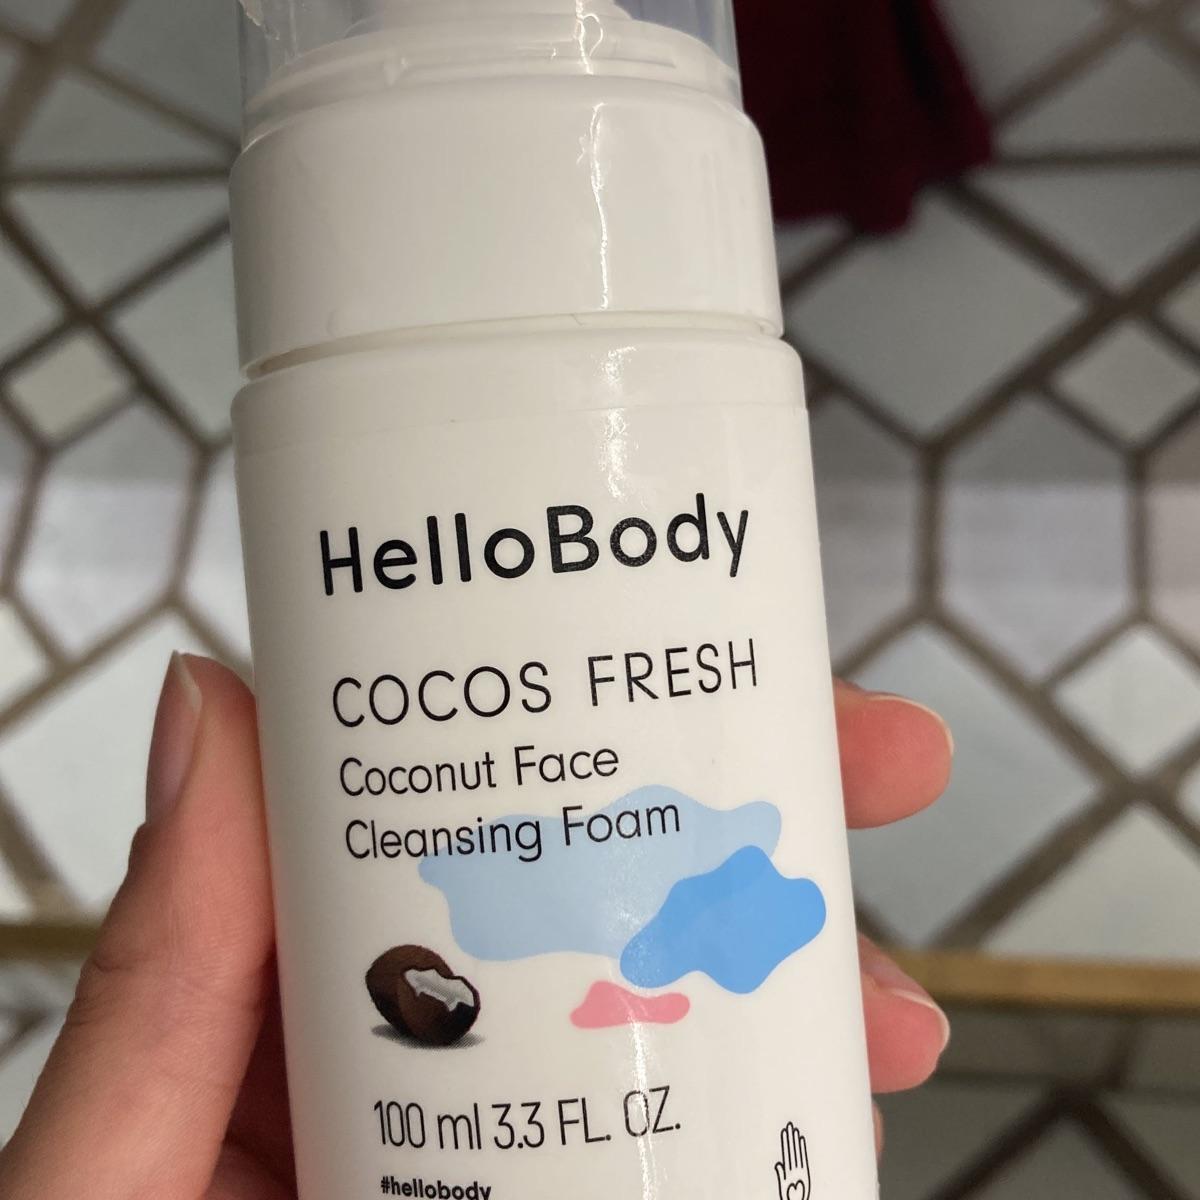 HelloBody
COCOS FRESH
Coconut Face
Cleansing Foam
100 ml 3.3 FL. OZ.
#hellobody